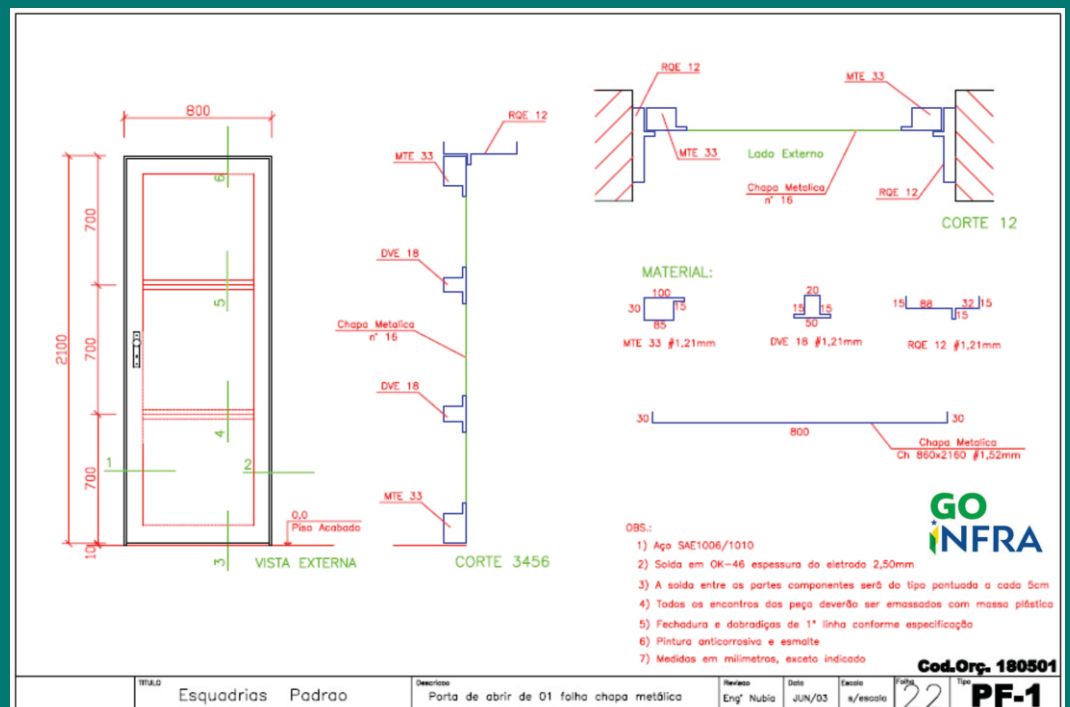 800
2100
700
700
700
10
1
2
3
4
5
6
0,0
Piso Acabado
VISTA EXTERNA
RQE 12
MTE 33
DVE 18
Chapa Metalica
n° 16
DVE 18
MTE 33
CORTE 3456
RQE 12
MTE 33
MTE 33
Lado Externo
Chapa Metalica
n° 16
RQE 12
CORTE 12
MATERIAL:
100
30
15
85
MTE 33 #1,21mm
20
15
15
50
DVE 18 #1,21mm
15
88
32
15
15
RQE 12 #1,21mm
30
800
30
Chapa Metalica
Ch 860x2160 #1,52mm
GO
INFRA
OBS.:
1) Aço SAE1006/1010
2) Solda em OK-46 espessura do eletrodo 2,50mm
3) A solda entre as partes componentes será do tipo pontuada a cada 5cm
4) Todos os encontros das peça deverão ser emassados com massa plástica
5) Fechadura e dobradiças de 1ª linha conforme especificação
6) Pintura anticorrosiva e esmalte
7) Medidas em milimetros, exceto indicado
Cod.Orç. 180501
TITULO
Esquadrias Padrao
Descricao
Porta de abrir de 01 folha chapa metálica
Revisao
Engª Nubia
Data
JUN/03
Escala
s/escala
Folha
22
Tipo
PF-1